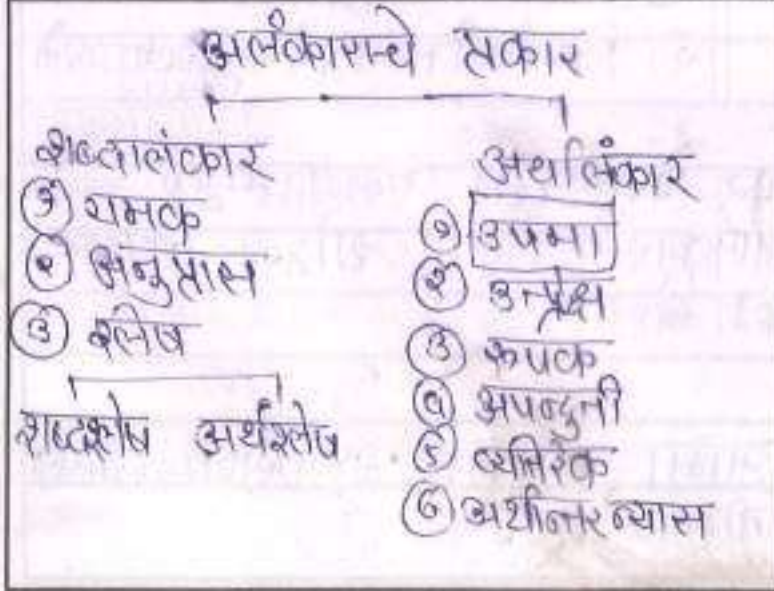 अलंकाराचे प्रकार
शब्दालंकार
१ यमक
२ अनुप्रास
३ श्लेष
शब्दश्लेष अर्थश्लेष
अर्थालंकार
१ उपमा
२ उत्प्रेक्ष
३ रूपक
४ अपन्हुती
५ व्यतिरेक
६ अर्थान्तरन्यास